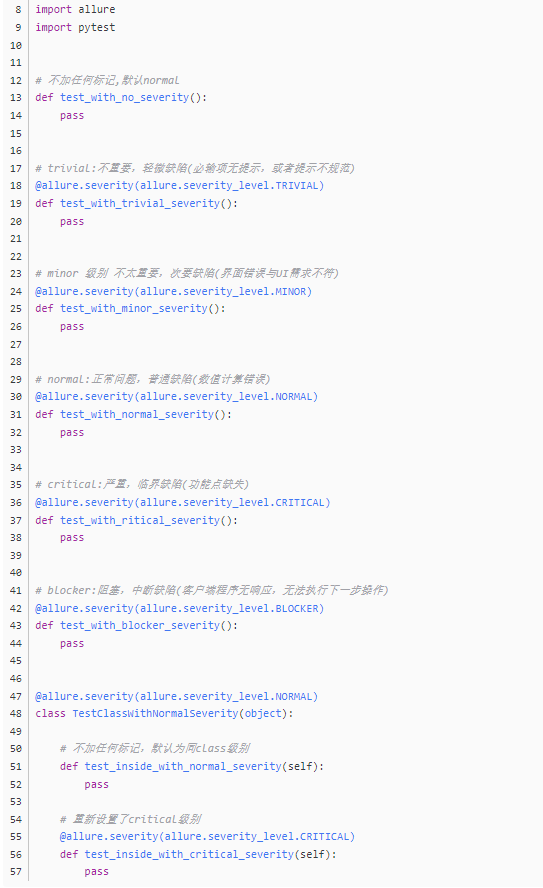 8 import allure
9 import pytest
10
11
12 # 不加任何标记,默认normal
13 def test_with_no_severity():
14     pass
15
16
17 # trivial:不重要，轻微缺陷(必输项无提示，或者提示不规范)
18 @allure.severity(allure.severity_level.TRIVIAL)
19 def test_with_trivial_severity():
20     pass
21
22
23 # minor 级别 不太重要，次要缺陷(界面错误与UI需求不符)
24 @allure.severity(allure.severity_level.MINOR)
25 def test_with_minor_severity():
26     pass
27
28
29 # normal:正常问题，普通缺陷(数值计算错误)
30 @allure.severity(allure.severity_level.NORMAL)
31 def test_with_normal_severity():
32     pass
33
34
35 # critical:严重，临界缺陷(功能点缺失)
36 @allure.severity(allure.severity_level.CRITICAL)
37 def test_with_ritical_severity():
38     pass
39
40
41 # blocker:阻塞，中断缺陷(客户端程序无响应，无法执行下一步操作)
42 @allure.severity(allure.severity_level.BLOCKER)
43 def test_with_blocker_severity():
44     pass
45
46
47 @allure.severity(allure.severity_level.NORMAL)
48 class TestClassWithNormalSeverity(object):
49
50     # 不加任何标记，默认为同class级别
51     def test_inside_with_normal_severity(self):
52         pass
53
54     # 重新设置了critical级别
55     @allure.severity(allure.severity_level.CRITICAL)
56     def test_inside_with_critical_severity(self):
57         pass